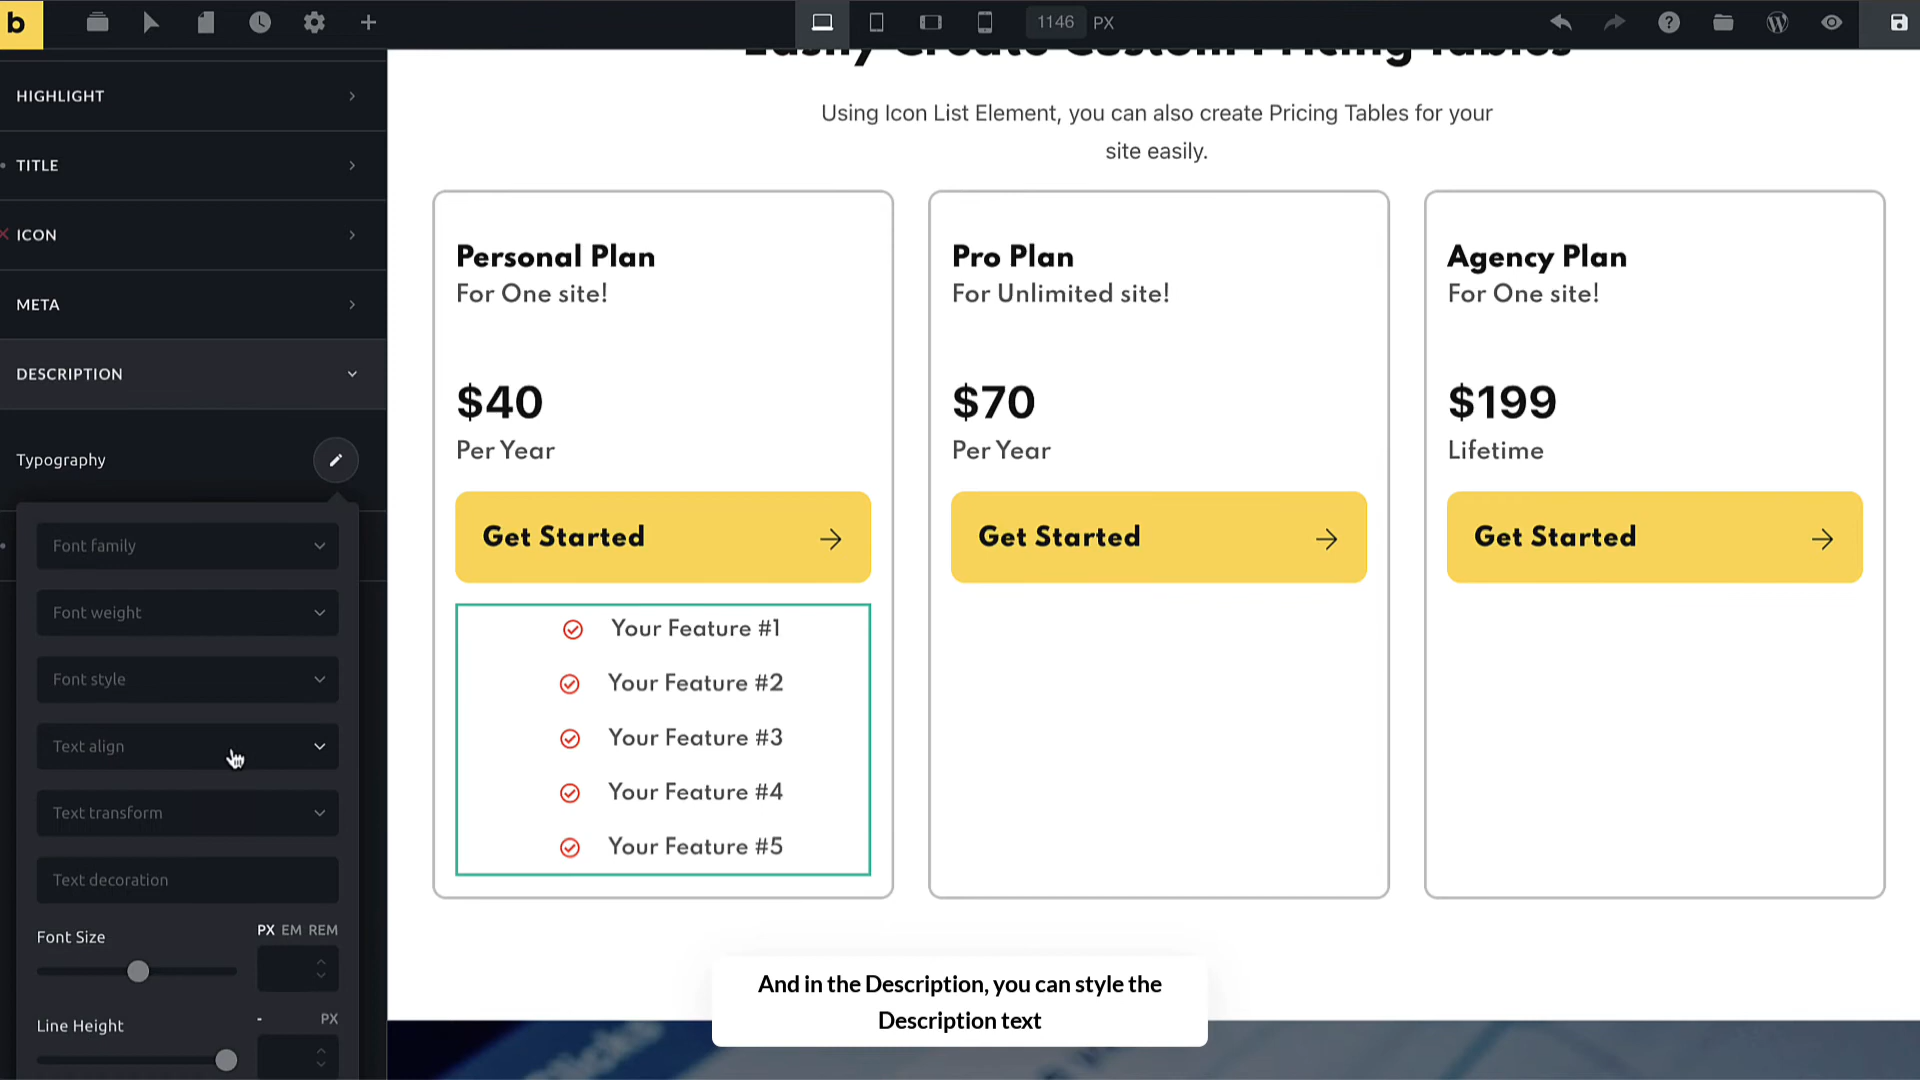 b
1146 PX
HIGHLIGHT
TITLE
ICON
META
DESCRIPTION
Typography
Font family
Font weight
Font style
Text align
Text transform
Text decoration
Font Size
PX EM REM
Line Height
- PX
Easily Create Custom Pricing Tables
Using Icon List Element, you can also create Pricing Tables for your
site easily.
Personal Plan
For One site!
$40
Per Year
Get Started
Your Feature #1
Your Feature #2
Your Feature #3
Your Feature #4
Your Feature #5
Pro Plan
For Unlimited site!
$70
Per Year
Get Started
Agency Plan
For One site!
$199
Lifetime
Get Started
And in the Description, you can style the
Description text